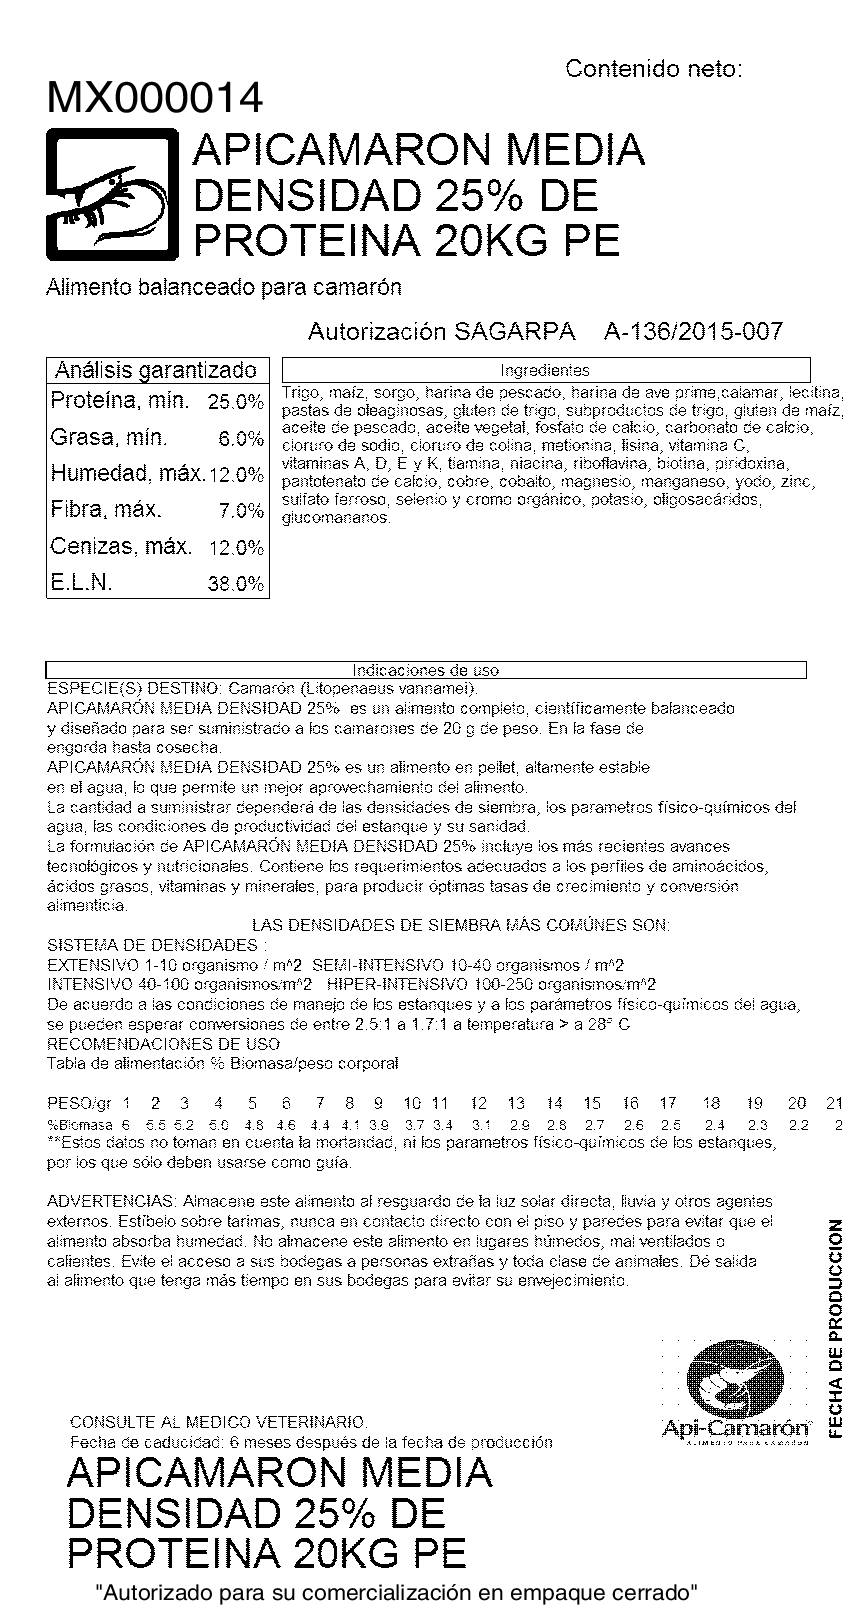 Contenido neto:
MX000014
APICAMARON MEDIA
DENSIDAD 25% DE
PROTEINA 20KG PE
Alimento balanceado para camarón
Autorización SAGARPA A-136/2015-007
Análisis garantizado
Proteína, mín. 25.0%
Grasa, mín. 6.0%
Humedad, máx. 12.0%
Fibra, máx. 7.0%
Cenizas, máx. 12.0%
E.L.N. 38.0%
Ingredientes
Trigo, maíz, sorgo, harina de pescado, harina de ave prime,calamar, lecitina,
pastas de oleaginosas, gluten de trigo, subproductos de trigo, gluten de maíz,
aceite de pescado, aceite vegetal, fosfato de calcio, carbonato de calcio,
cloruro de sodio, cloruro de colina, metionina, lisina, vitamina C,
vitaminas A, D, E y K, tiamina, niacina, riboflavina, biotina, piridoxina,
pantotenato de calcio, cobre, cobalto, magnesio, manganeso, yodo, zinc,
sulfato ferroso, selenio y cromo orgánico, potasio, oligosacáridos,
glucomananos.
Indicaciones de uso
ESPECIE(S) DESTINO: Camarón (Litopenaeus vannamei).
APICAMARÓN MEDIA DENSIDAD 25% es un alimento completo, científicamente balanceado
y diseñado para ser suministrado a los camarones de 20 g de peso. En la fase de
engorda hasta cosecha.
APICAMARÓN MEDIA DENSIDAD 25% es un alimento en pellet, altamente estable
en el agua, lo que permite un mejor aprovechamiento del alimento.
La cantidad a suministrar dependerá de las densidades de siembra, los parametros físico-químicos del
agua, las condiciones de productividad del estanque y su sanidad.
La formulación de APICAMARÓN MEDIA DENSIDAD 25% incluye los más recientes avances
tecnológicos y nutricionales. Contiene los requerimientos adecuados a los perfiles de aminoácidos,
ácidos grasos, vitaminas y minerales, para producir óptimas tasas de crecimiento y conversión
alimenticia.
LAS DENSIDADES DE SIEMBRA MÁS COMÚNES SON:
SISTEMA DE DENSIDADES :
EXTENSIVO 1-10 organismo / m^2 SEMI-INTENSIVO 10-40 organismos / m^2
INTENSIVO 40-100 organismos/m^2 HIPER-INTENSIVO 100-250 organismos/m^2
De acuerdo a las condiciones de manejo de los estanques y a los parámetros físico-químicos del agua,
se pueden esperar conversiones de entre 2.5:1 a 1.7:1 a temperatura > a 28º C
RECOMENDACIONES DE USO
Tabla de alimentación % Biomasa/peso corporal
PESO/gr 1 2 3 4 5 6 7 8 9 10 11 12 13 14 15 16 17 18 19 20 21
%Biomasa 6 5.5 5.2 5.0 4.8 4.6 4.4 4.1 3.9 3.7 3.4 3.1 2.9 2.8 2.7 2.6 2.5 2.4 2.3 2.2 2
**Estos datos no toman en cuenta la mortandad, ni los parametros físico-químicos de los estanques,
por los que sólo deben usarse como guía.
ADVERTENCIAS: Almacene este alimento al resguardo de la luz solar directa, lluvia y otros agentes
externos. Estíbelo sobre tarimas, nunca en contacto directo con el piso y paredes para evitar que el
alimento absorba humedad. No almacene este alimento en lugares húmedos, mal ventilados o
calientes. Evite el acceso a sus bodegas a personas extrañas y toda clase de animales. Dé salida
al alimento que tenga más tiempo en sus bodegas para evitar su envejecimiento.
FECHA DE PRODUCCION
Api-Camarón
ALIMENTO PARA CAMARON
CONSULTE AL MEDICO VETERINARIO.
Fecha de caducidad: 6 meses después de la fecha de producción
APICAMARON MEDIA
DENSIDAD 25% DE
PROTEINA 20KG PE
"Autorizado para su comercialización en empaque cerrado"